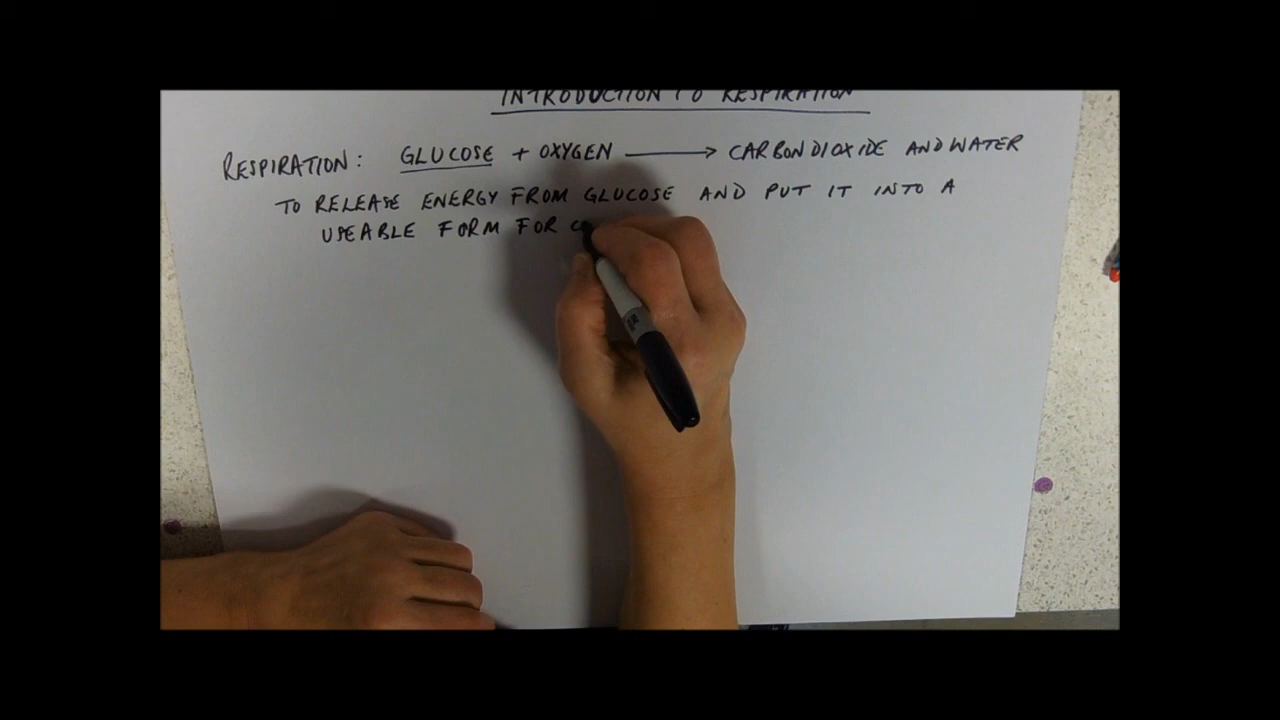 INTRODUCTION TO RESPIRATION
RESPIRATION: GLUCOSE + OXYGEN → CARBON DIOXIDE AND WATER
TO RELEASE ENERGY FROM GLUCOSE AND PUT IT INTO A
USEABLE FORM FOR